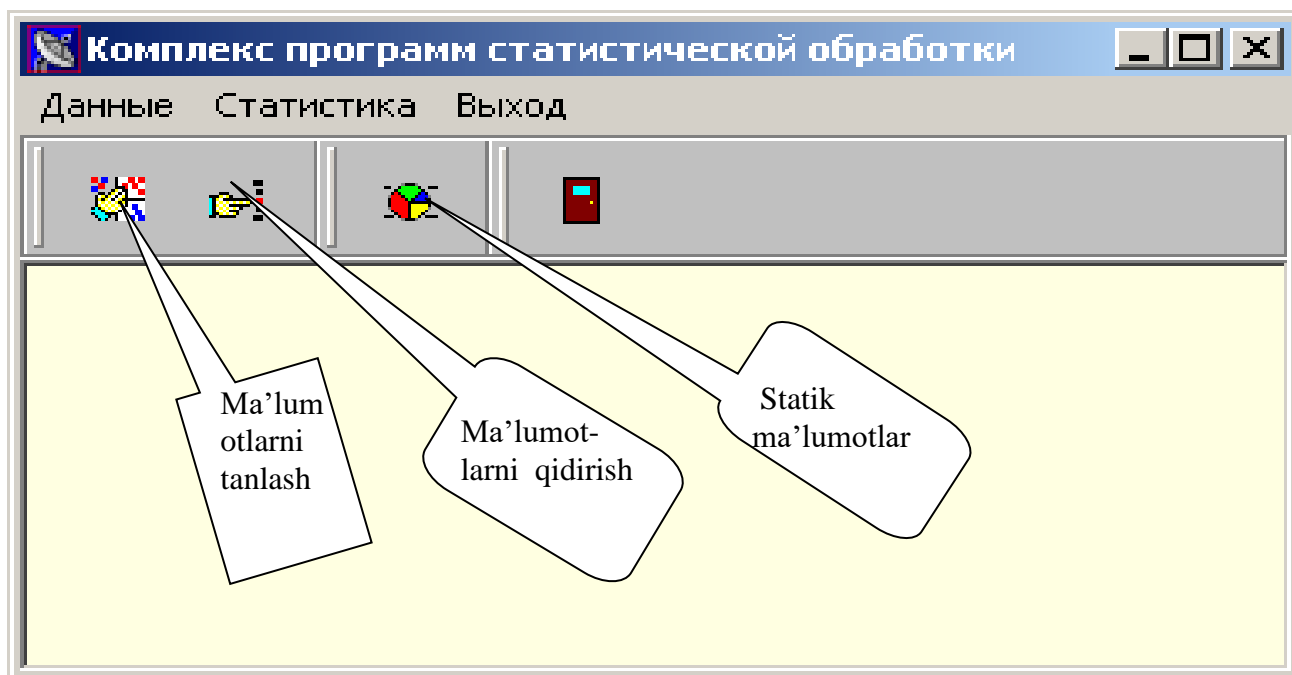 Комплекс программ статистической обработки
Данные Статистика Выход
Ma’lum
otlarni
tanlash
Ma’lumot-
larni qidirish
Statik
ma’lumotlar